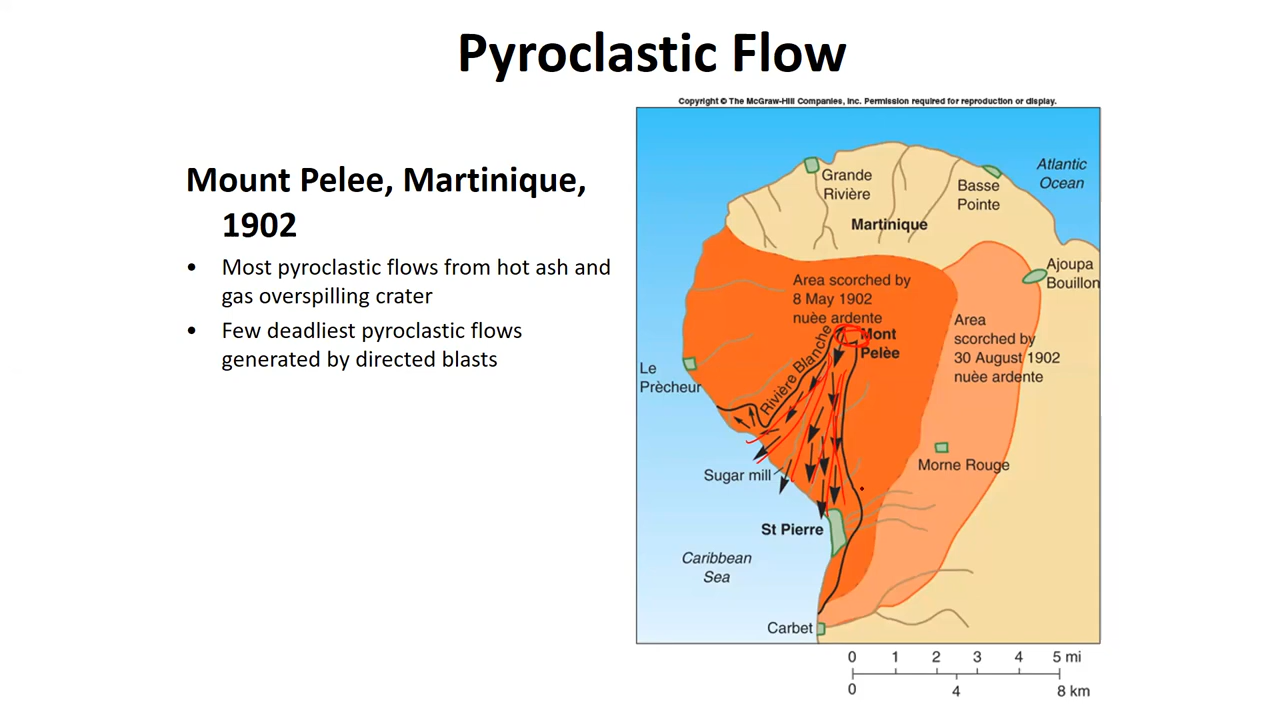 Pyroclastic Flow
Mount Pelee, Martinique,
1902
• Most pyroclastic flows from hot ash and
gas overspilling crater
• Few deadliest pyroclastic flows
generated by directed blasts
Copyright © The McGraw-Hill Companies, Inc. Permission required for reproduction or display.
Atlantic
Ocean
Grande
Rivière
Basse
Pointe
Martinique
Ajoupa
Bouillon
Area scorched by
8 May 1902
nuèe ardente
Mont
Pelèe
Area
scorched by
30 August 1902
nuèe ardente
Rivière Blanche
Le
Prècheur
Morne Rouge
Sugar mill
St Pierre
Caribbean
Sea
Carbet
0 1 2 3 4 5 mi
0 4 8 km